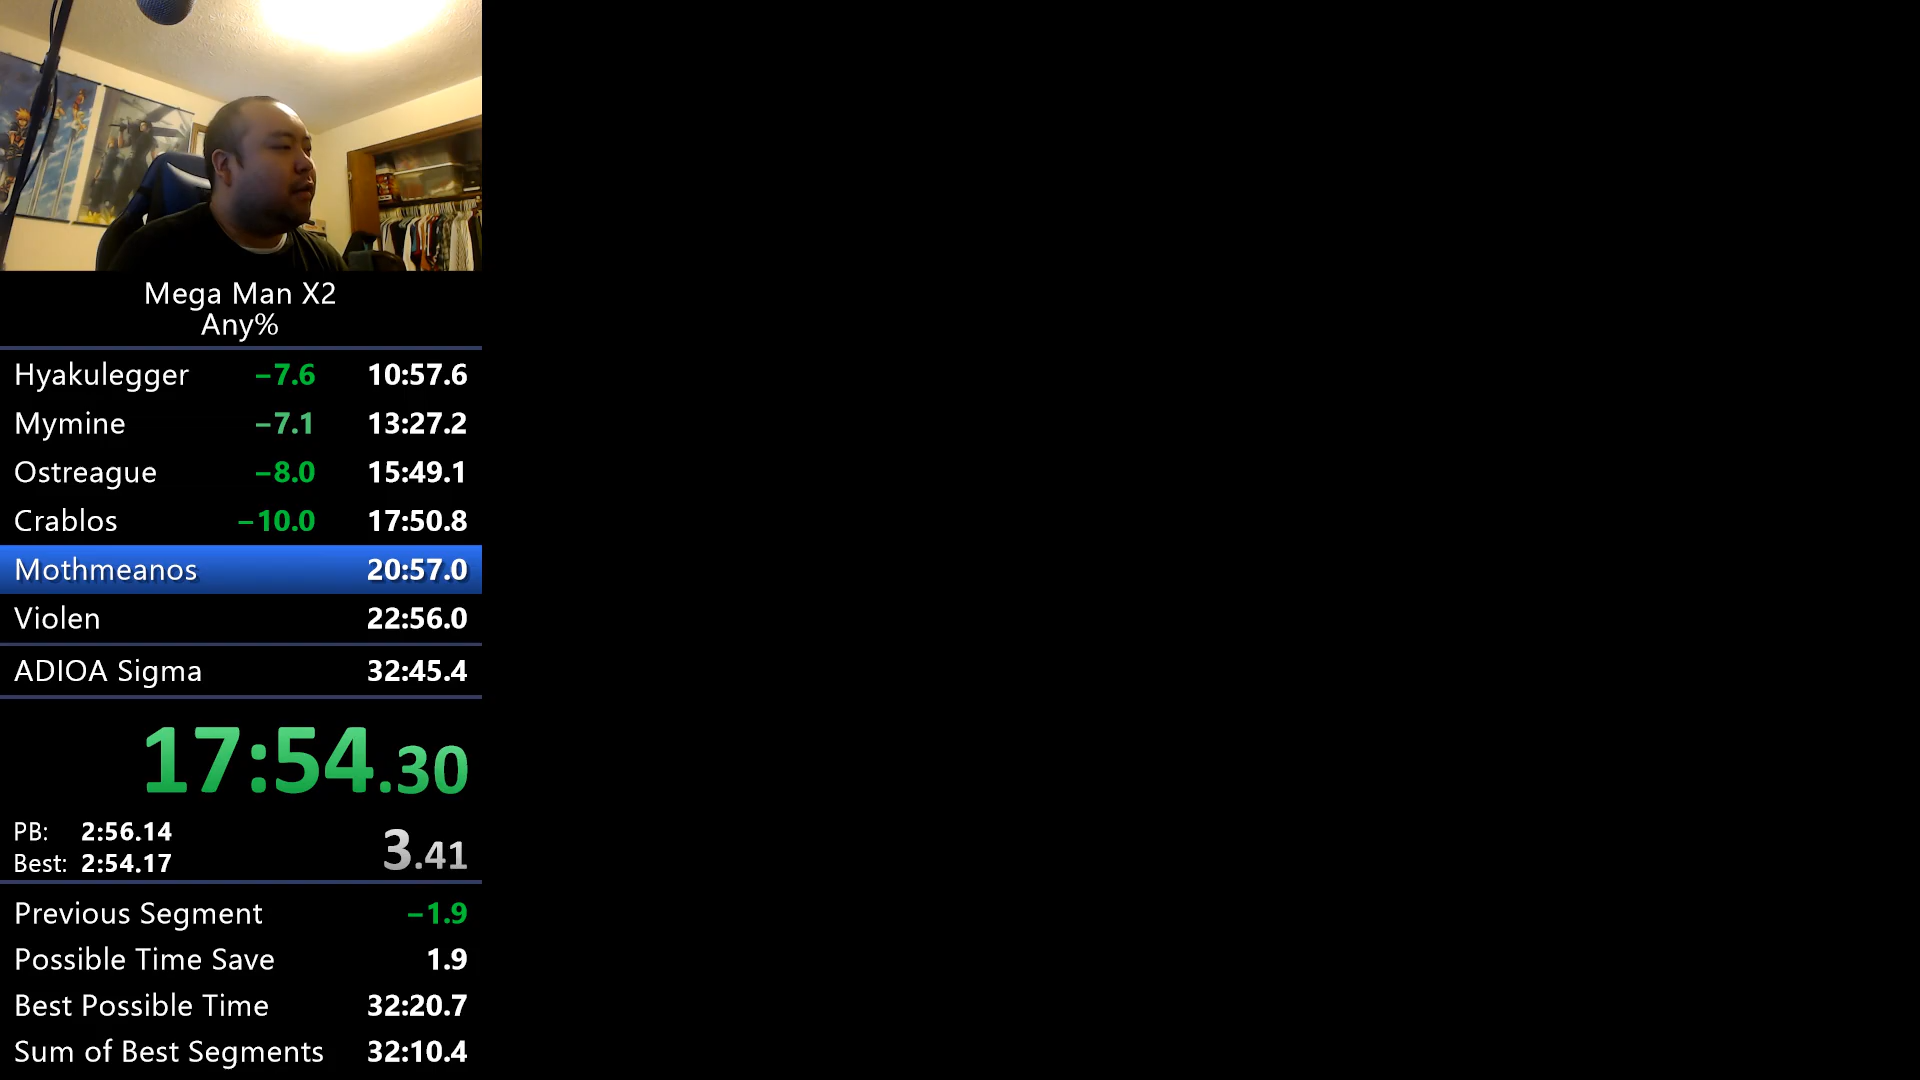 Mega Man X2
Any%
Hyakulegger −7.6 10:57.6
Mymine −7.1 13:27.2
Ostreague −8.0 15:49.1
Crablos −10.0 17:50.8
Mothmeanos 20:57.0
Violen 22:56.0
ADIOA Sigma 32:45.4
17:54.30
PB: 2:56.14
Best: 2:54.17
3.41
Previous Segment −1.9
Possible Time Save 1.9
Best Possible Time 32:20.7
Sum of Best Segments 32:10.4